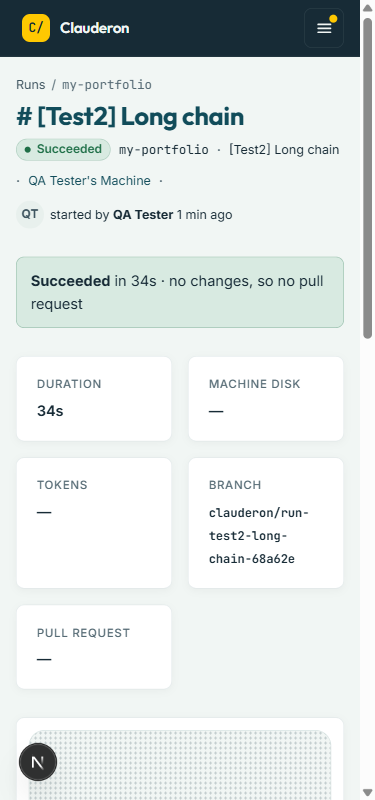 C/ Clauderon
Runs / my-portfolio
# [Test2] Long chain
Succeeded my-portfolio · [Test2] Long chain
· QA Tester's Machine ·
QT started by QA Tester 1 min ago
Succeeded in 34s · no changes, so no pull
request
DURATION
34s
MACHINE DISK
—
TOKENS
—
BRANCH
clauderon/run-
test2-long-
chain-68a62e
PULL REQUEST
—
N